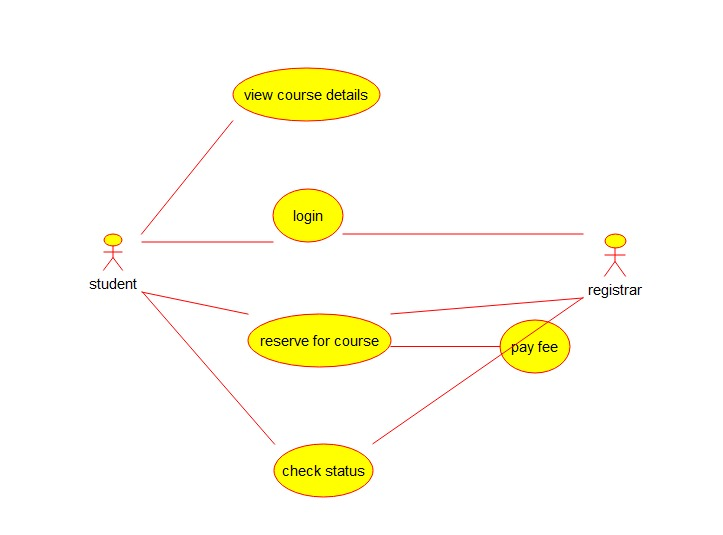 view course details
login
student
registrar
reserve for course
pay fee
check status